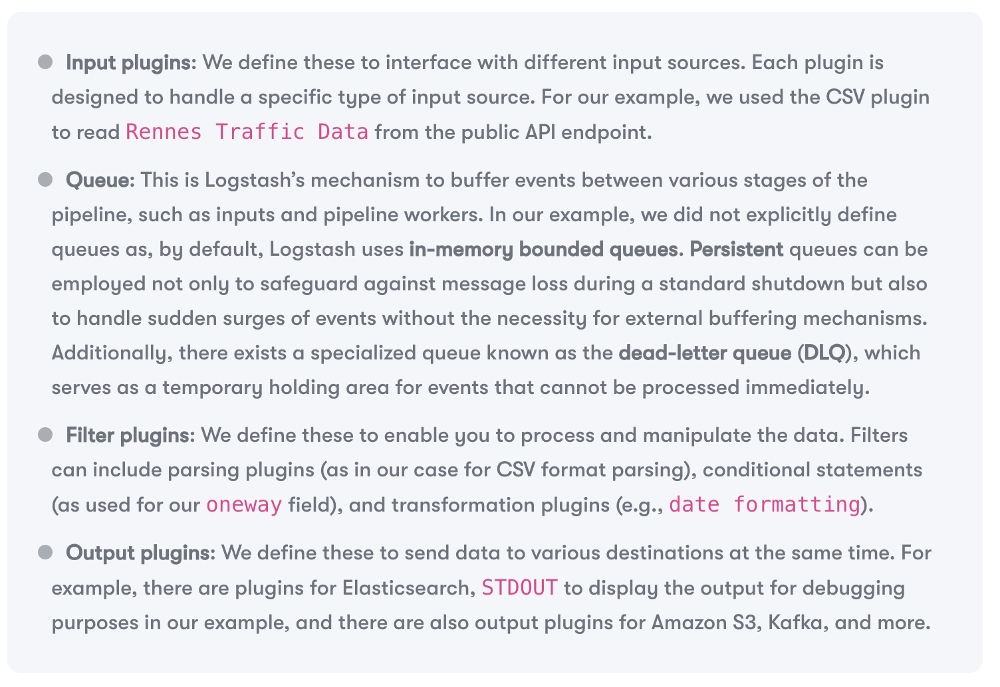 Input plugins: We define these to interface with different input sources. Each plugin is
designed to handle a specific type of input source. For our example, we used the CSV plugin
to read Rennes Traffic Data from the public API endpoint.
Queue: This is Logstash’s mechanism to buffer events between various stages of the
pipeline, such as inputs and pipeline workers. In our example, we did not explicitly define
queues as, by default, Logstash uses in-memory bounded queues. Persistent queues can be
employed not only to safeguard against message loss during a standard shutdown but also
to handle sudden surges of events without the necessity for external buffering mechanisms.
Additionally, there exists a specialized queue known as the dead-letter queue (DLQ), which
serves as a temporary holding area for events that cannot be processed immediately.
Filter plugins: We define these to enable you to process and manipulate the data. Filters
can include parsing plugins (as in our case for CSV format parsing), conditional statements
(as used for our oneway field), and transformation plugins (e.g., date formatting).
Output plugins: We define these to send data to various destinations at the same time. For
example, there are plugins for Elasticsearch, STDOUT to display the output for debugging
purposes in our example, and there are also output plugins for Amazon S3, Kafka, and more.